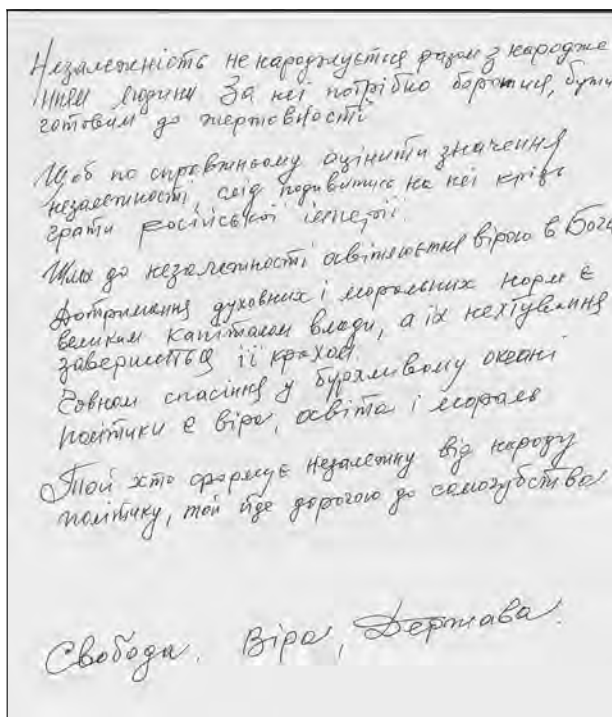 Незалежність не народжується разом з народже
нням людини За неї потрібно боротися, бути
готовим до жертовності
Щоб по справжньому оцінити значення
незалежності, слід подивитись на неї крізь
грати російської імперії.
Шлях до незалежності освітлюється вірою в Бога
Дотримання духовних і моральних норм є
великим капіталом влади, а їх нехтування
завершиться її крахом.
Човном спасіння у бурхливому океані
політики є віра, освіта і мораль
Той хто формує незалежну від народу
політику, той йде дорогою до самогубства
Свобода. Віра, Держава.